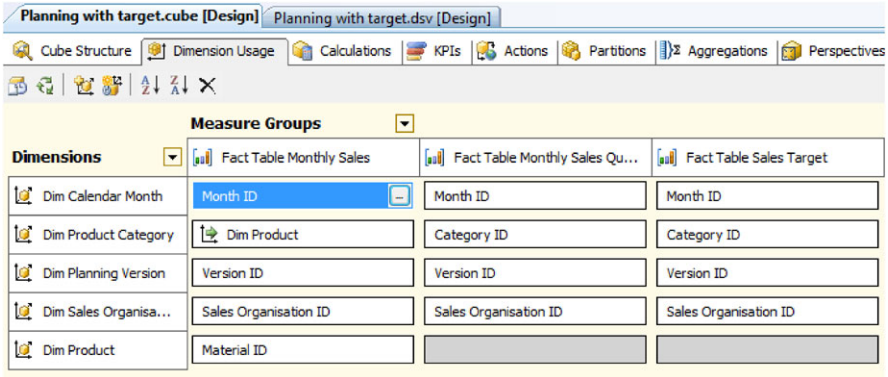 Planning with target.cube [Design] Planning with target.dsv [Design]
Cube Structure Dimension Usage Calculations KPIs Actions Partitions Aggregations Perspectives
Measure Groups
Dimensions Fact Table Monthly Sales Fact Table Monthly Sales Qu... Fact Table Sales Target
Dim Calendar Month Month ID ... Month ID Month ID
Dim Product Category Dim Product Category ID Category ID
Dim Planning Version Version ID Version ID Version ID
Dim Sales Organisa... Sales Organisation ID Sales Organisation ID Sales Organisation ID
Dim Product Material ID